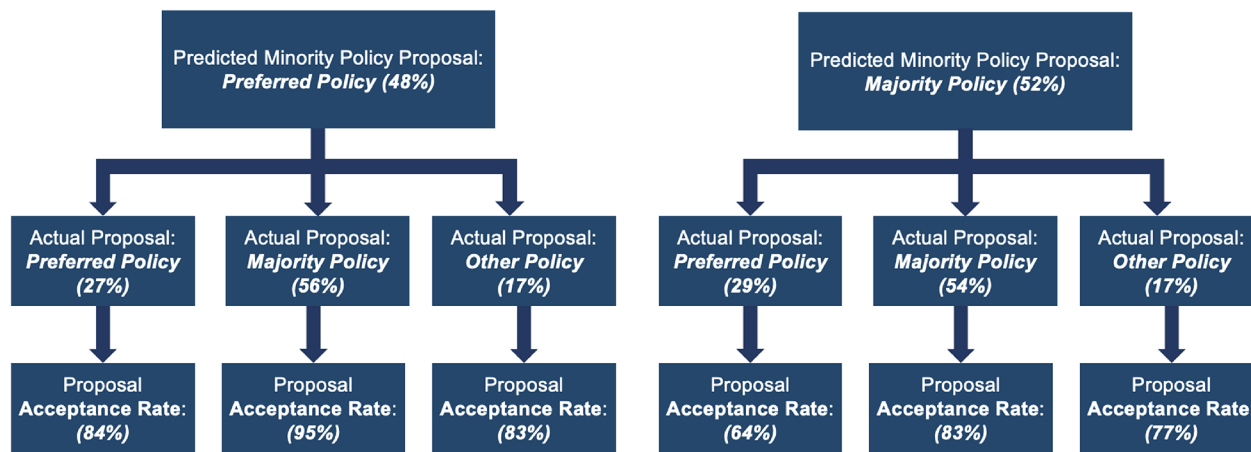 Predicted Minority Policy Proposal:
Preferred Policy (48%)
Actual Proposal:
Preferred Policy
(27%)
Actual Proposal:
Majority Policy
(56%)
Actual Proposal:
Other Policy
(17%)
Proposal
Acceptance Rate:
(84%)
Proposal
Acceptance Rate:
(95%)
Proposal
Acceptance Rate:
(83%)
Predicted Minority Policy Proposal:
Majority Policy (52%)
Actual Proposal:
Preferred Policy
(29%)
Actual Proposal:
Majority Policy
(54%)
Actual Proposal:
Other Policy
(17%)
Proposal
Acceptance Rate:
(64%)
Proposal
Acceptance Rate:
(83%)
Proposal
Acceptance Rate:
(77%)